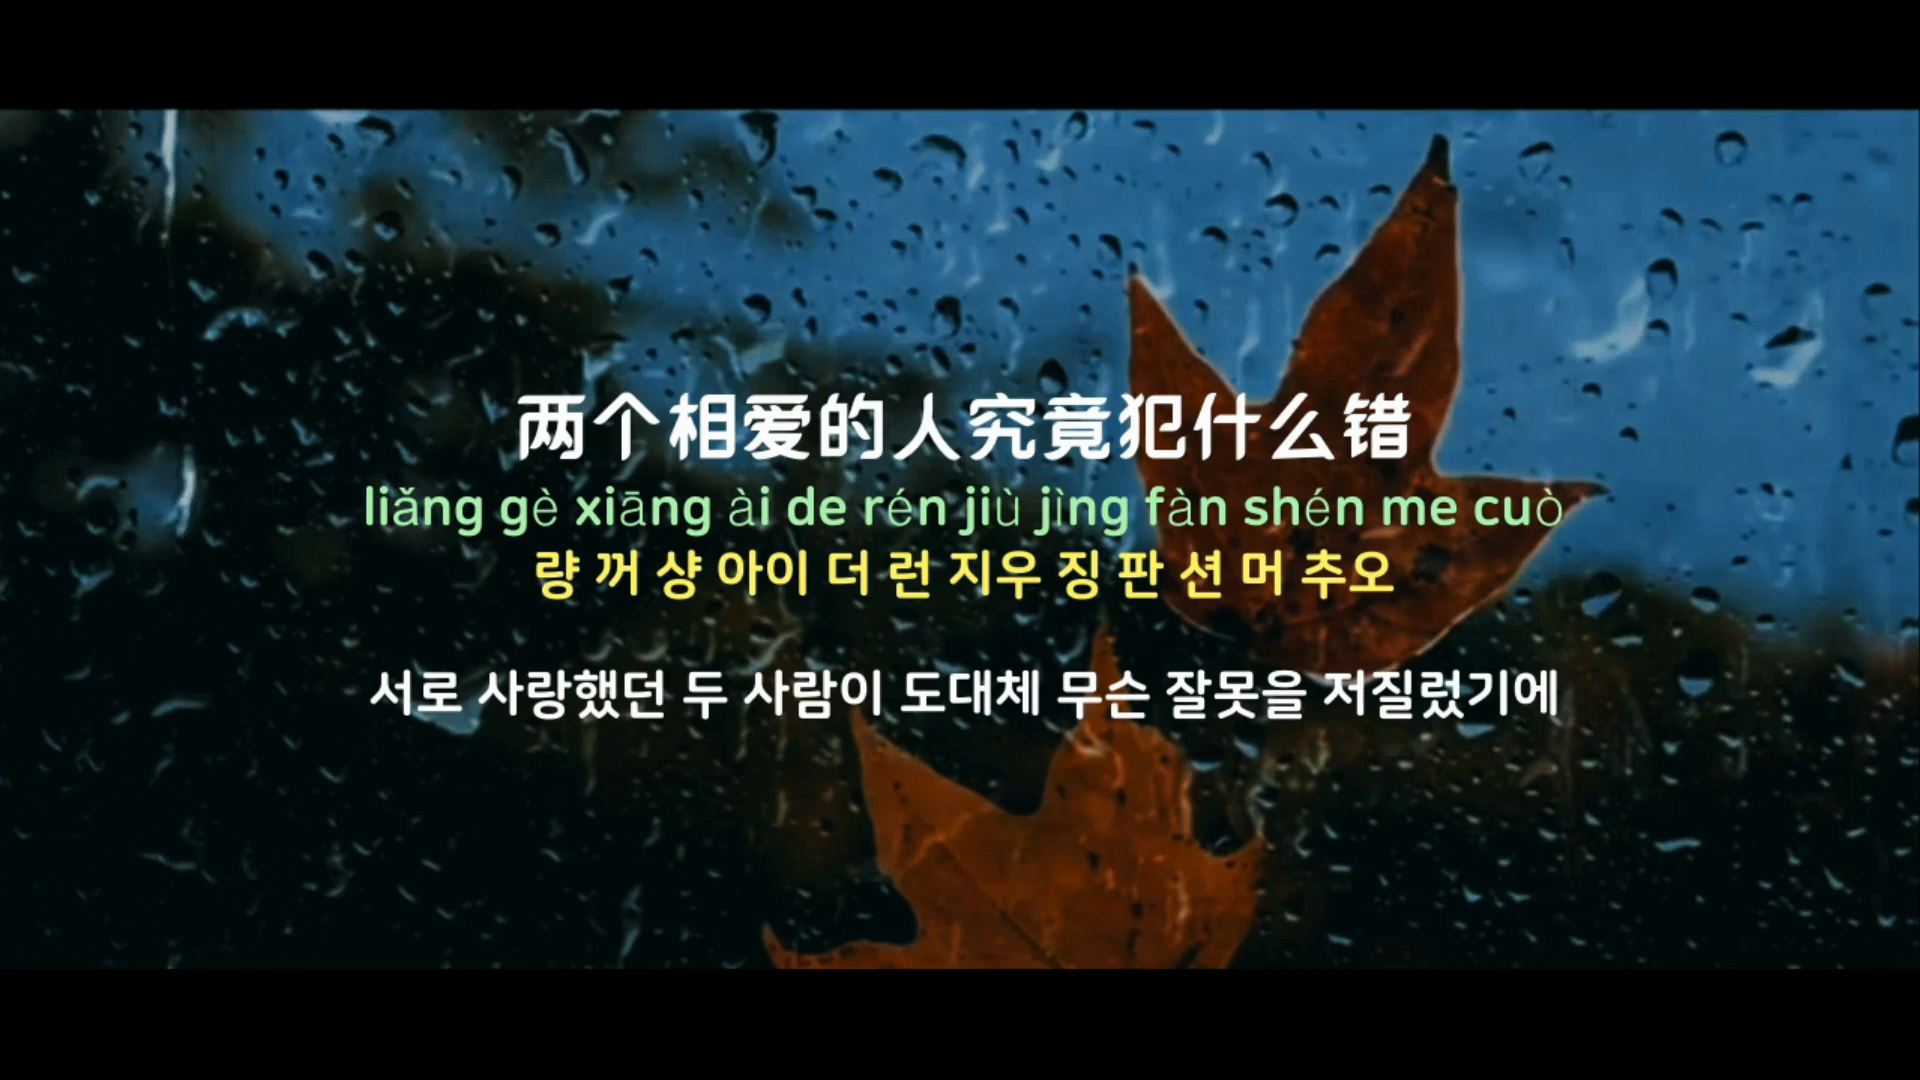 两个相爱的人究竟犯什么错
liǎng gè xiāng ài de rén jiù jìng fàn shén me cuò
량 꺼 샹 아이 더 런 지우 징 판 션 머 추오
서로 사랑했던 두 사람이 도대체 무슨 잘못을 저질렀기에